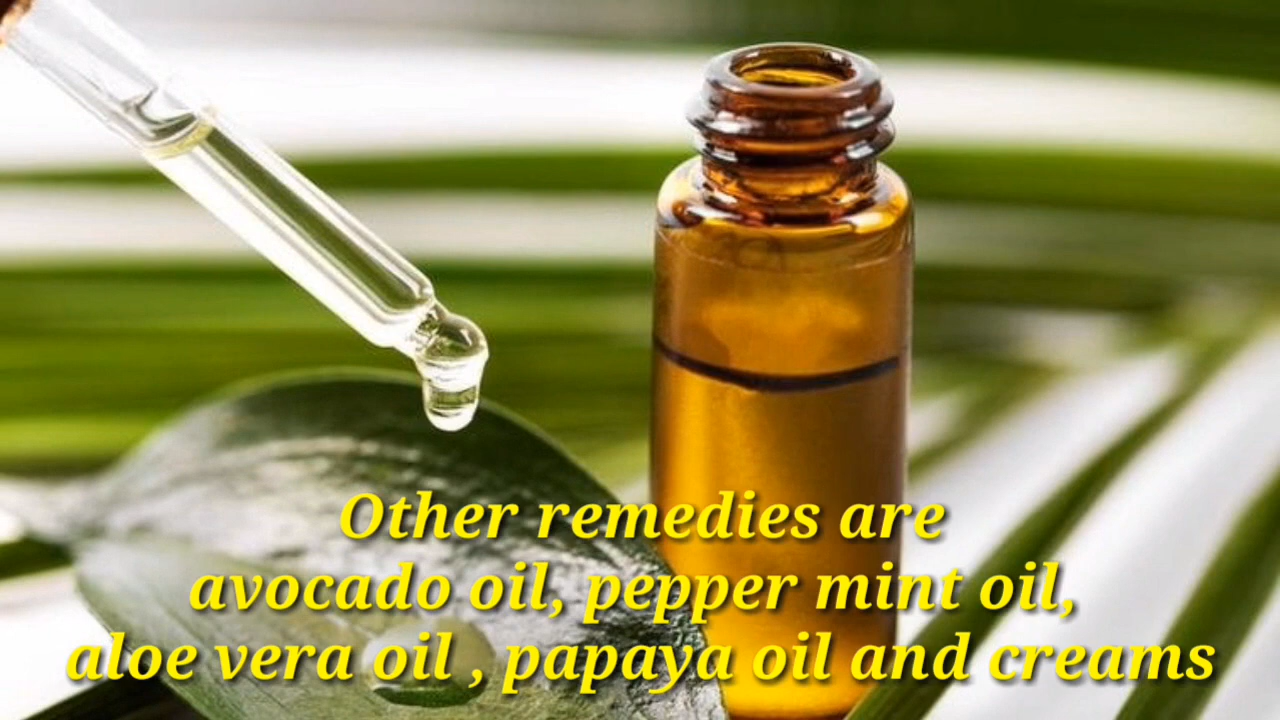 Other remedies are
avocado oil, pepper mint oil,
aloe vera oil , papaya oil and creams